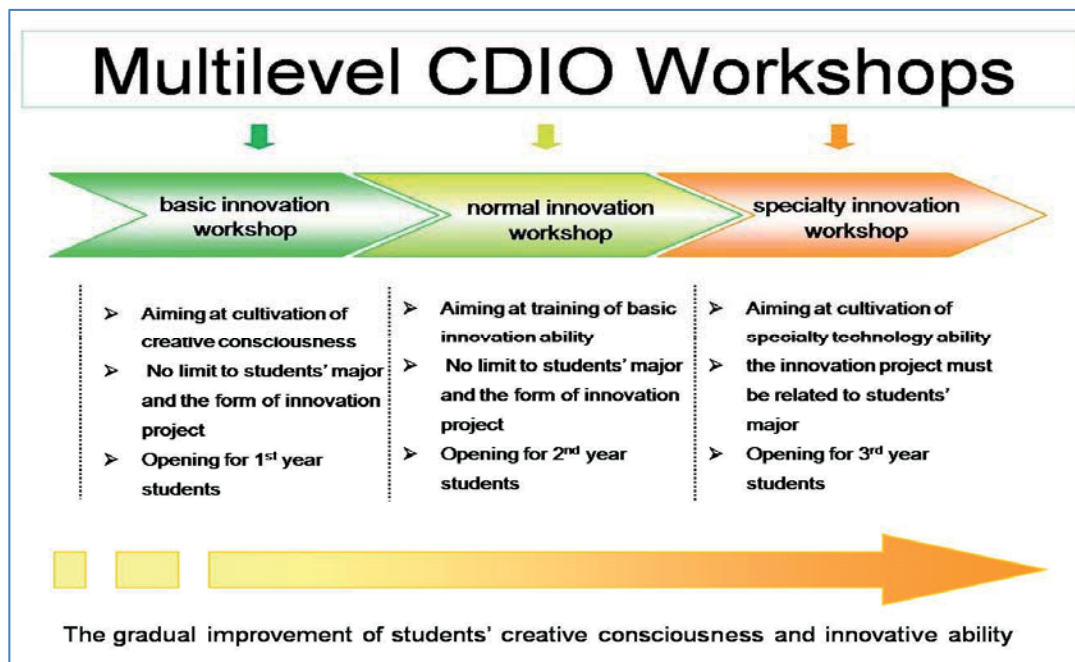 Multilevel CDIO Workshops
basic innovation
workshop
normal innovation
workshop
specialty innovation
workshop
➢ Aiming at cultivation of
creative consciousness
➢ No limit to students' major
and the form of innovation
project
➢ Opening for 1st year
students
➢ Aiming at training of basic
innovation ability
➢ No limit to students' major
and the form of innovation
project
➢ Opening for 2nd year
students
➢ Aiming at cultivation of
specialty technology ability
➢ the innovation project must
be related to students'
major
➢ Opening for 3rd year
students
The gradual improvement of students' creative consciousness and innovative ability